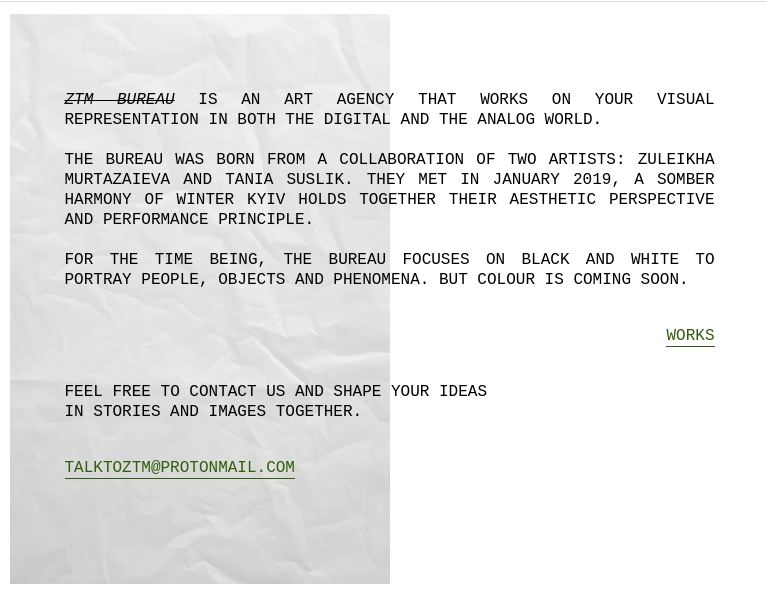 ZTM BUREAU IS AN ART AGENCY THAT WORKS ON YOUR VISUAL
REPRESENTATION IN BOTH THE DIGITAL AND THE ANALOG WORLD.
THE BUREAU WAS BORN FROM A COLLABORATION OF TWO ARTISTS: ZULEIKHA
MURTAZAIEVA AND TANIA SUSLIK. THEY MET IN JANUARY 2019, A SOMBER
HARMONY OF WINTER KYIV HOLDS TOGETHER THEIR AESTHETIC PERSPECTIVE
AND PERFORMANCE PRINCIPLE.
FOR THE TIME BEING, THE BUREAU FOCUSES ON BLACK AND WHITE TO
PORTRAY PEOPLE, OBJECTS AND PHENOMENA. BUT COLOUR IS COMING SOON.
WORKS
FEEL FREE TO CONTACT US AND SHAPE YOUR IDEAS
IN STORIES AND IMAGES TOGETHER.
TALKTOZTM@PROTONMAIL.COM